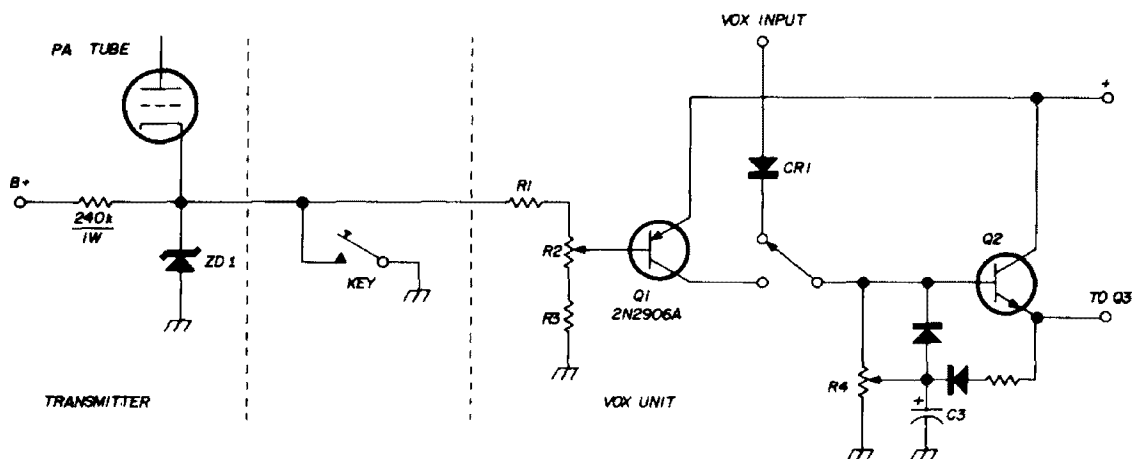 VOX INPUT
PA TUBE
+
CR1
B+
R1
240k
1W
ZD1
KEY
R2
Q1
2N2906A
Q2
R3
TO Q3
R4
+
C3
TRANSMITTER
VOX UNIT